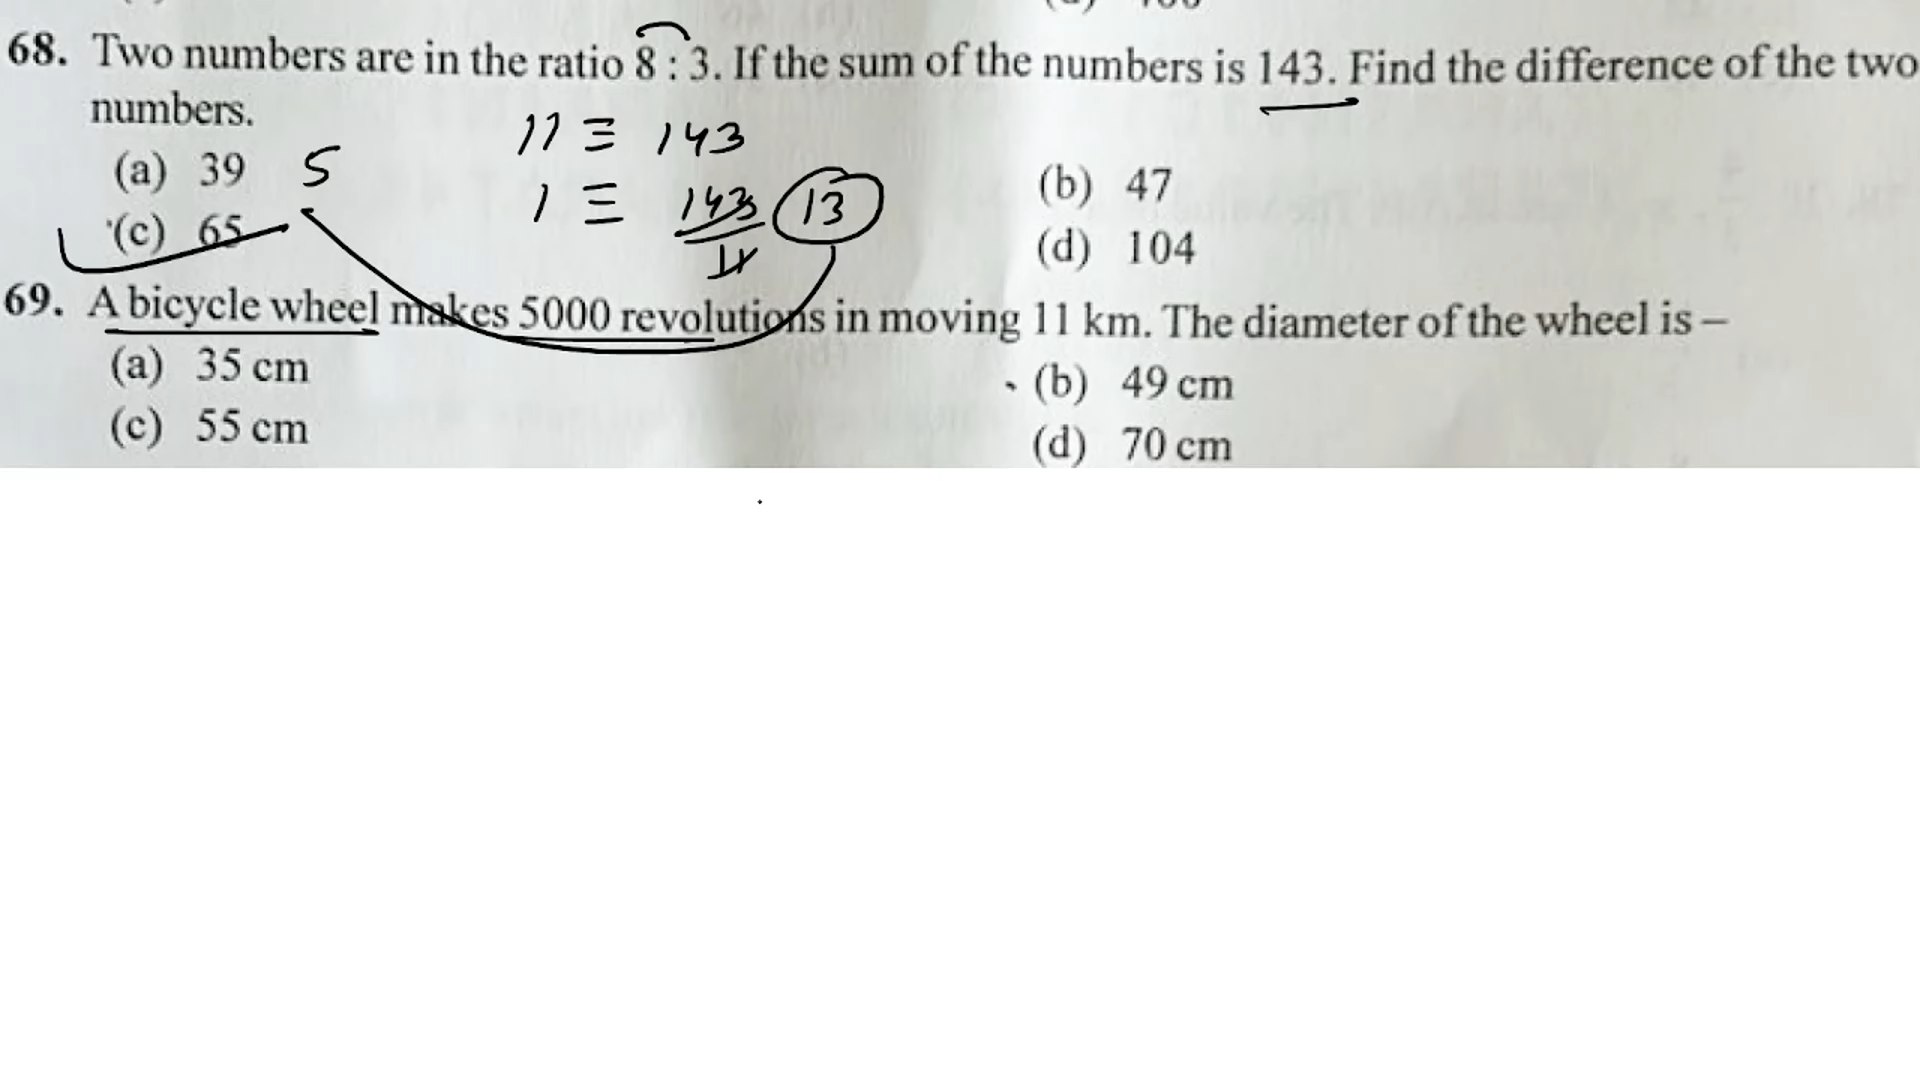 68. Two numbers are in the ratio 8 : 3. If the sum of the numbers is 143. Find the difference of the two
numbers.
11 ≡ 143
(a) 39 5
(b) 47
1 ≡ 143/11 13
(c) 65
(d) 104
69. A bicycle wheel makes 5000 revolutions in moving 11 km. The diameter of the wheel is –
(a) 35 cm
(b) 49 cm
(c) 55 cm
(d) 70 cm